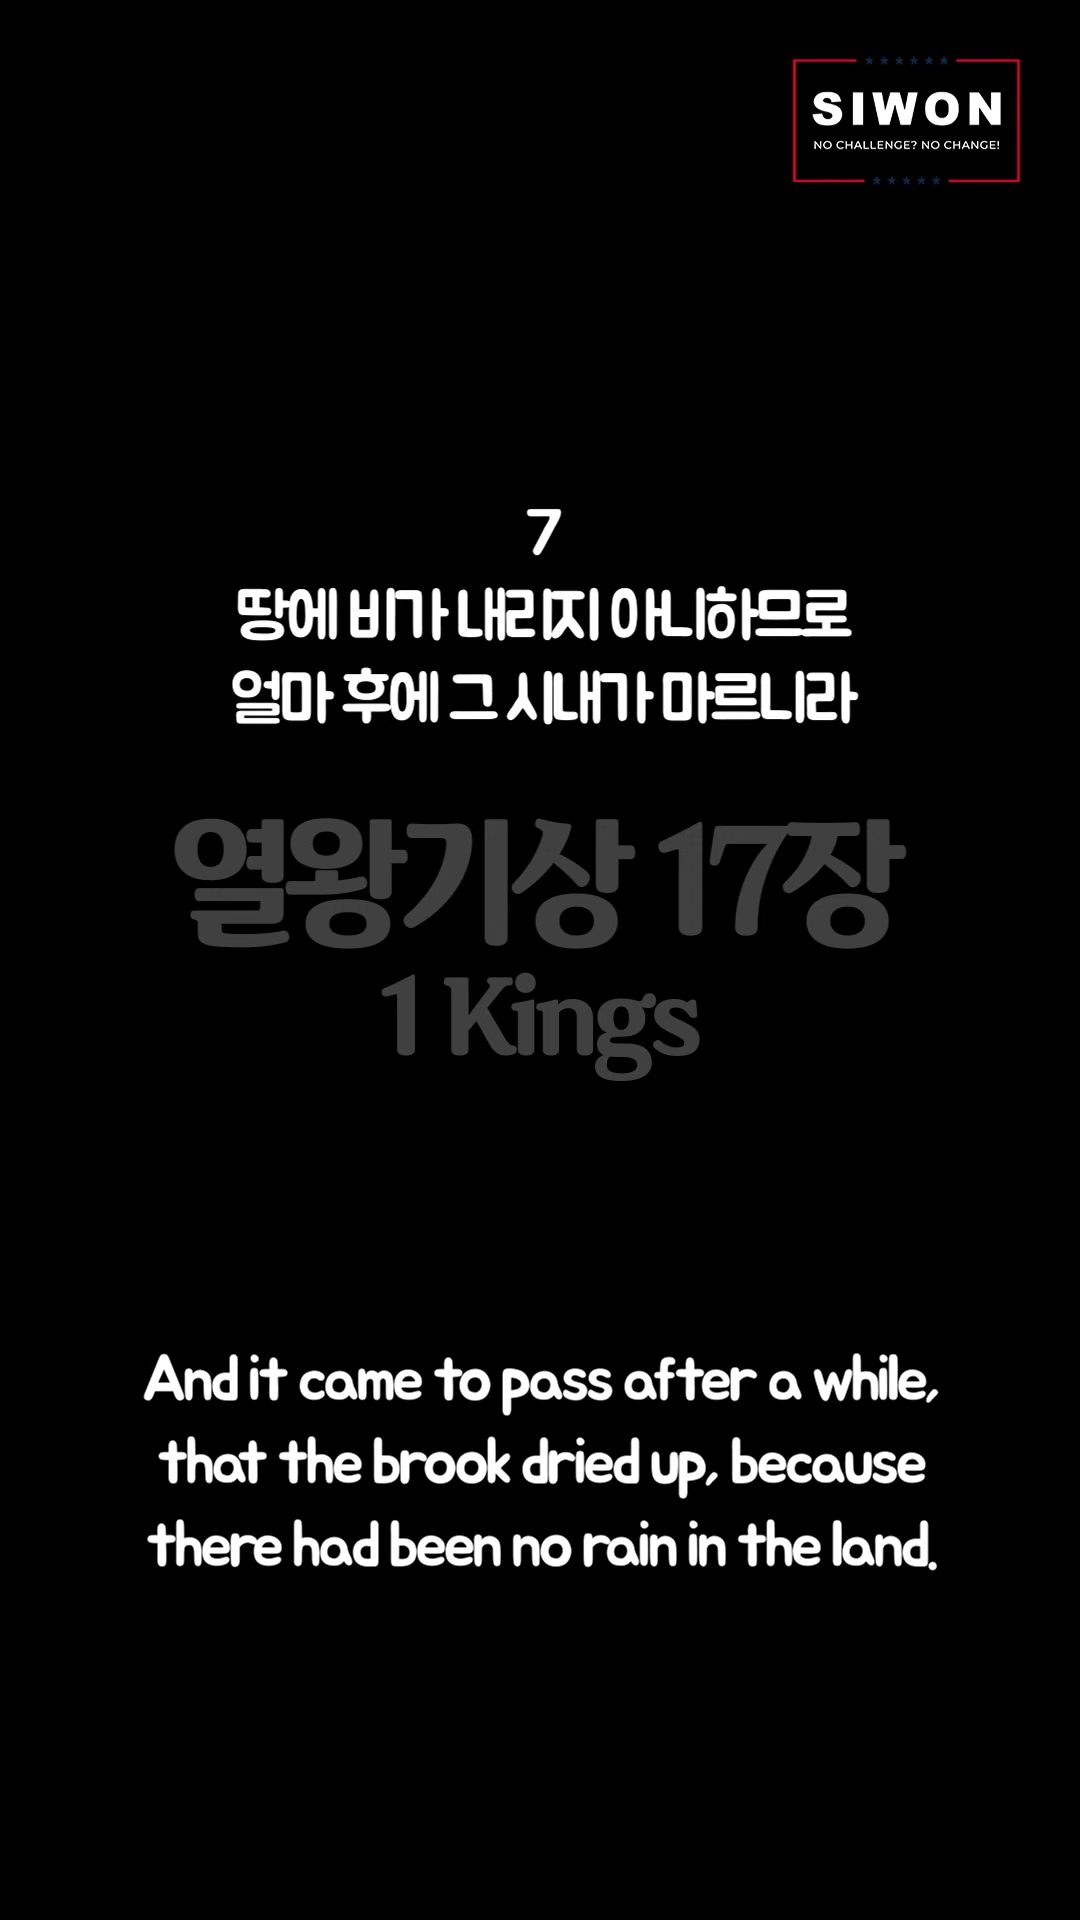 SIWON
NO CHALLENGE? NO CHANGE!
7
땅에 비가 내리지 아니하므로
얼마 후에 그 시내가 마르니라
열왕기상 17장
1 Kings
And it came to pass after a while,
that the brook dried up, because
there had been no rain in the land.